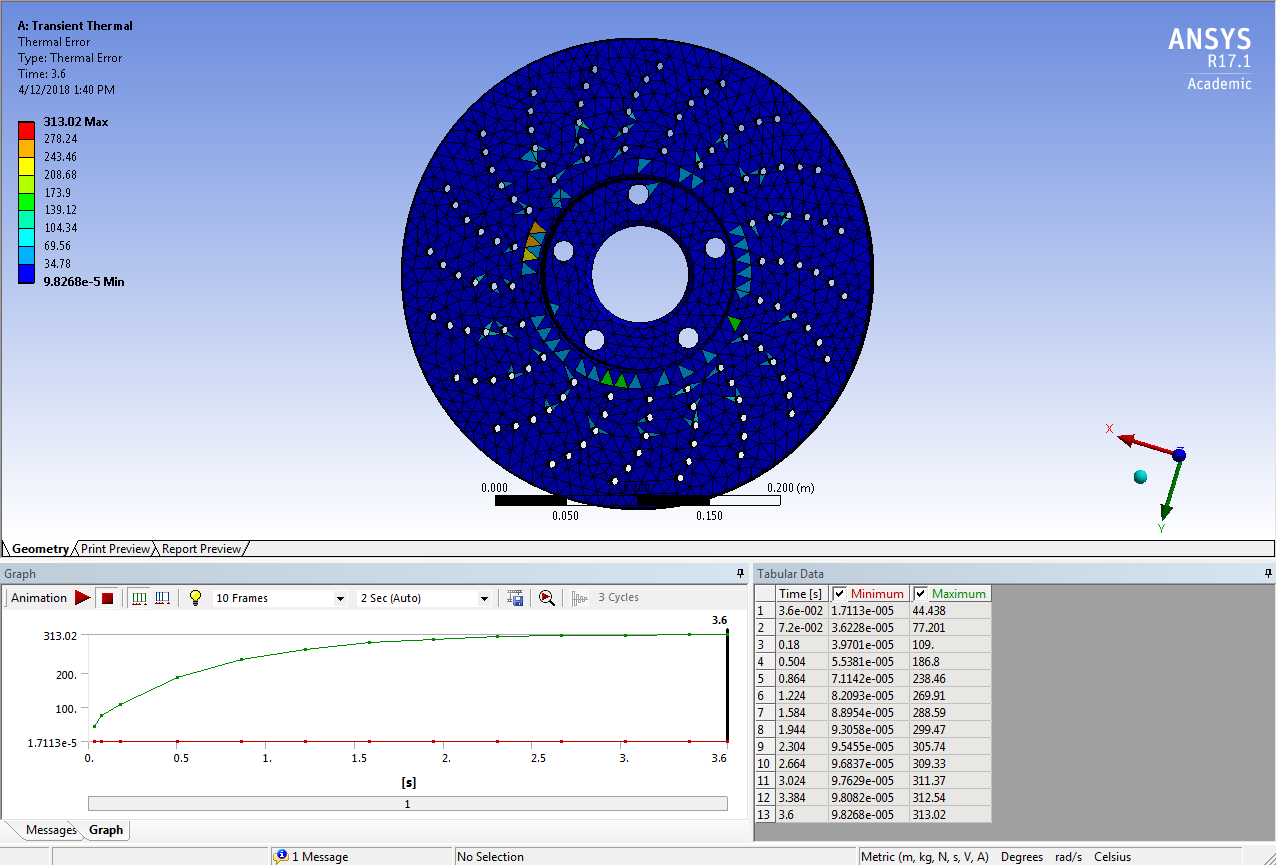 A: Transient Thermal
Thermal Error
Type: Thermal Error
Time: 3.6
4/12/2018 1:40 PM
313.02 Max
278.24
243.46
208.68
173.9
139.12
104.34
69.56
34.78
9.8268e-5 Min
ANSYS
R17.1
Academic
0.000
0.200 (m)
0.050
0.150
X
Z
Y
Geometry Print Preview Report Preview
Graph
Animation 10 Frames 2 Sec (Auto) 3 Cycles
3.6
313.02
200.
100.
1.7113e-5
0. 0.5 1. 1.5 2. 2.5 3. 3.6
[s]
1
Messages Graph
Tabular Data
Time [s] Minimum Maximum
1 3.6e-002 1.7113e-005 44.438
2 7.2e-002 3.6228e-005 77.201
3 0.18 3.9701e-005 109.
4 0.504 5.5381e-005 186.8
5 0.864 7.1142e-005 238.46
6 1.224 8.2093e-005 269.91
7 1.584 8.8954e-005 288.59
8 1.944 9.3058e-005 299.47
9 2.304 9.5455e-005 305.74
10 2.664 9.6837e-005 309.33
11 3.024 9.7629e-005 311.37
12 3.384 9.8082e-005 312.54
13 3.6 9.8268e-005 313.02
1 Message No Selection Metric (m, kg, N, s, V, A) Degrees rad/s Celsius